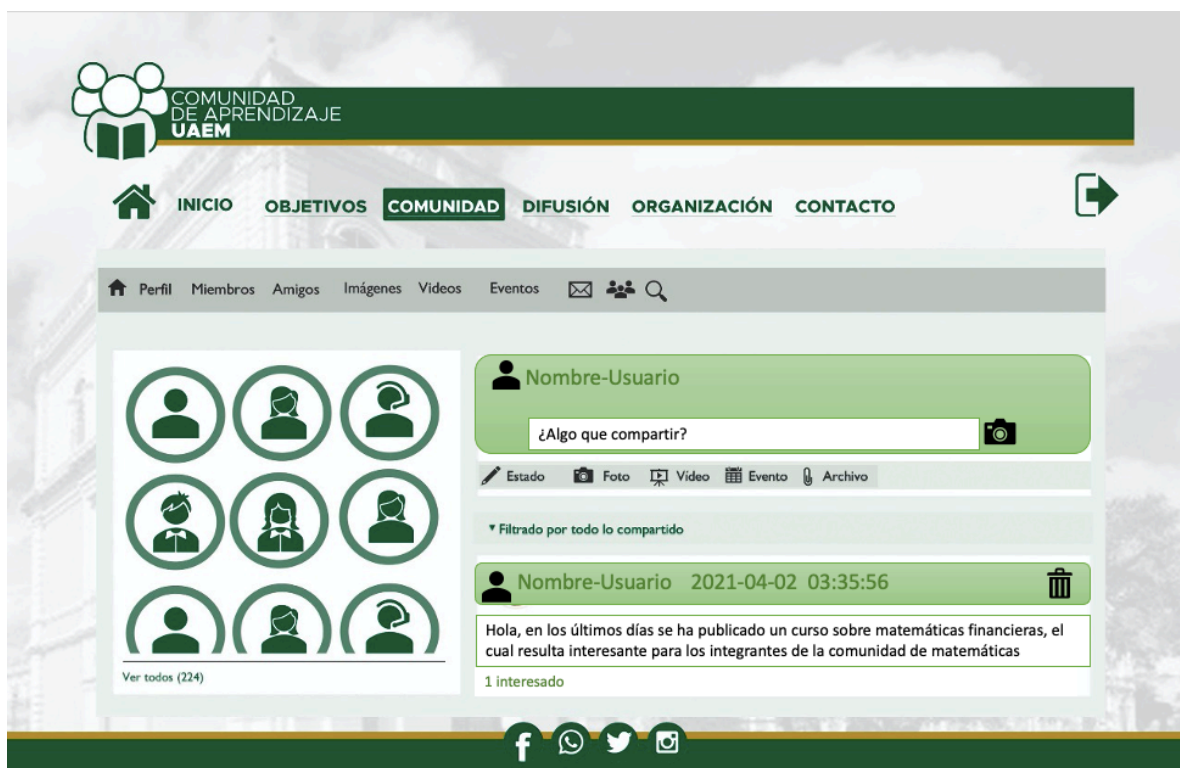 COMUNIDAD
DE APRENDIZAJE
UAEM
INICIO OBJETIVOS COMUNIDAD DIFUSIÓN ORGANIZACIÓN CONTACTO
Perfil Miembros Amigos Imágenes Videos Eventos
Nombre-Usuario
¿Algo que compartir?
Estado Foto Vídeo Evento Archivo
Filtrado por todo lo compartido
Nombre-Usuario 2021-04-02 03:35:56
Hola, en los últimos días se ha publicado un curso sobre matemáticas financieras, el
cual resulta interesante para los integrantes de la comunidad de matemáticas
1 interesado
Ver todos (224)